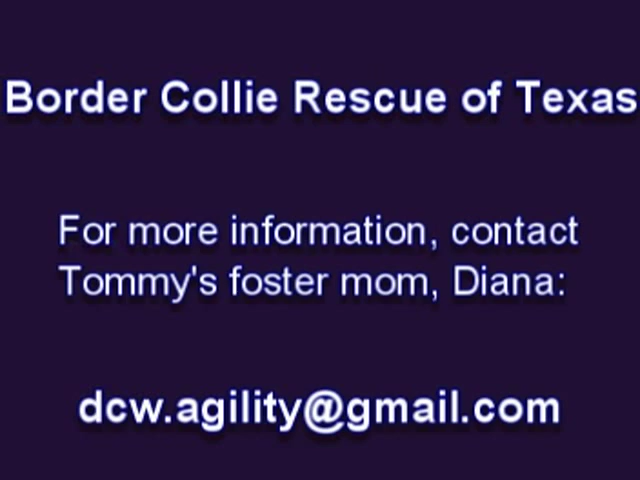 Border Collie Rescue of Texas
For more information, contact
Tommy's foster mom, Diana:
dcw.agility@gmail.com